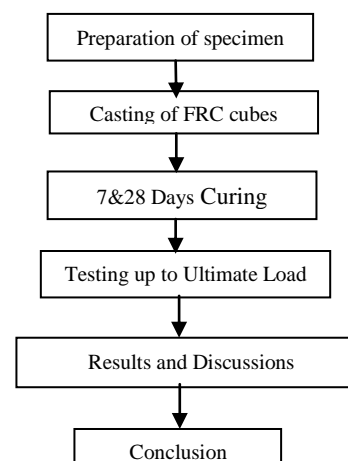 Preparation of specimen
Casting of FRC cubes
7&28 Days Curing
Testing up to Ultimate Load
Results and Discussions
Conclusion